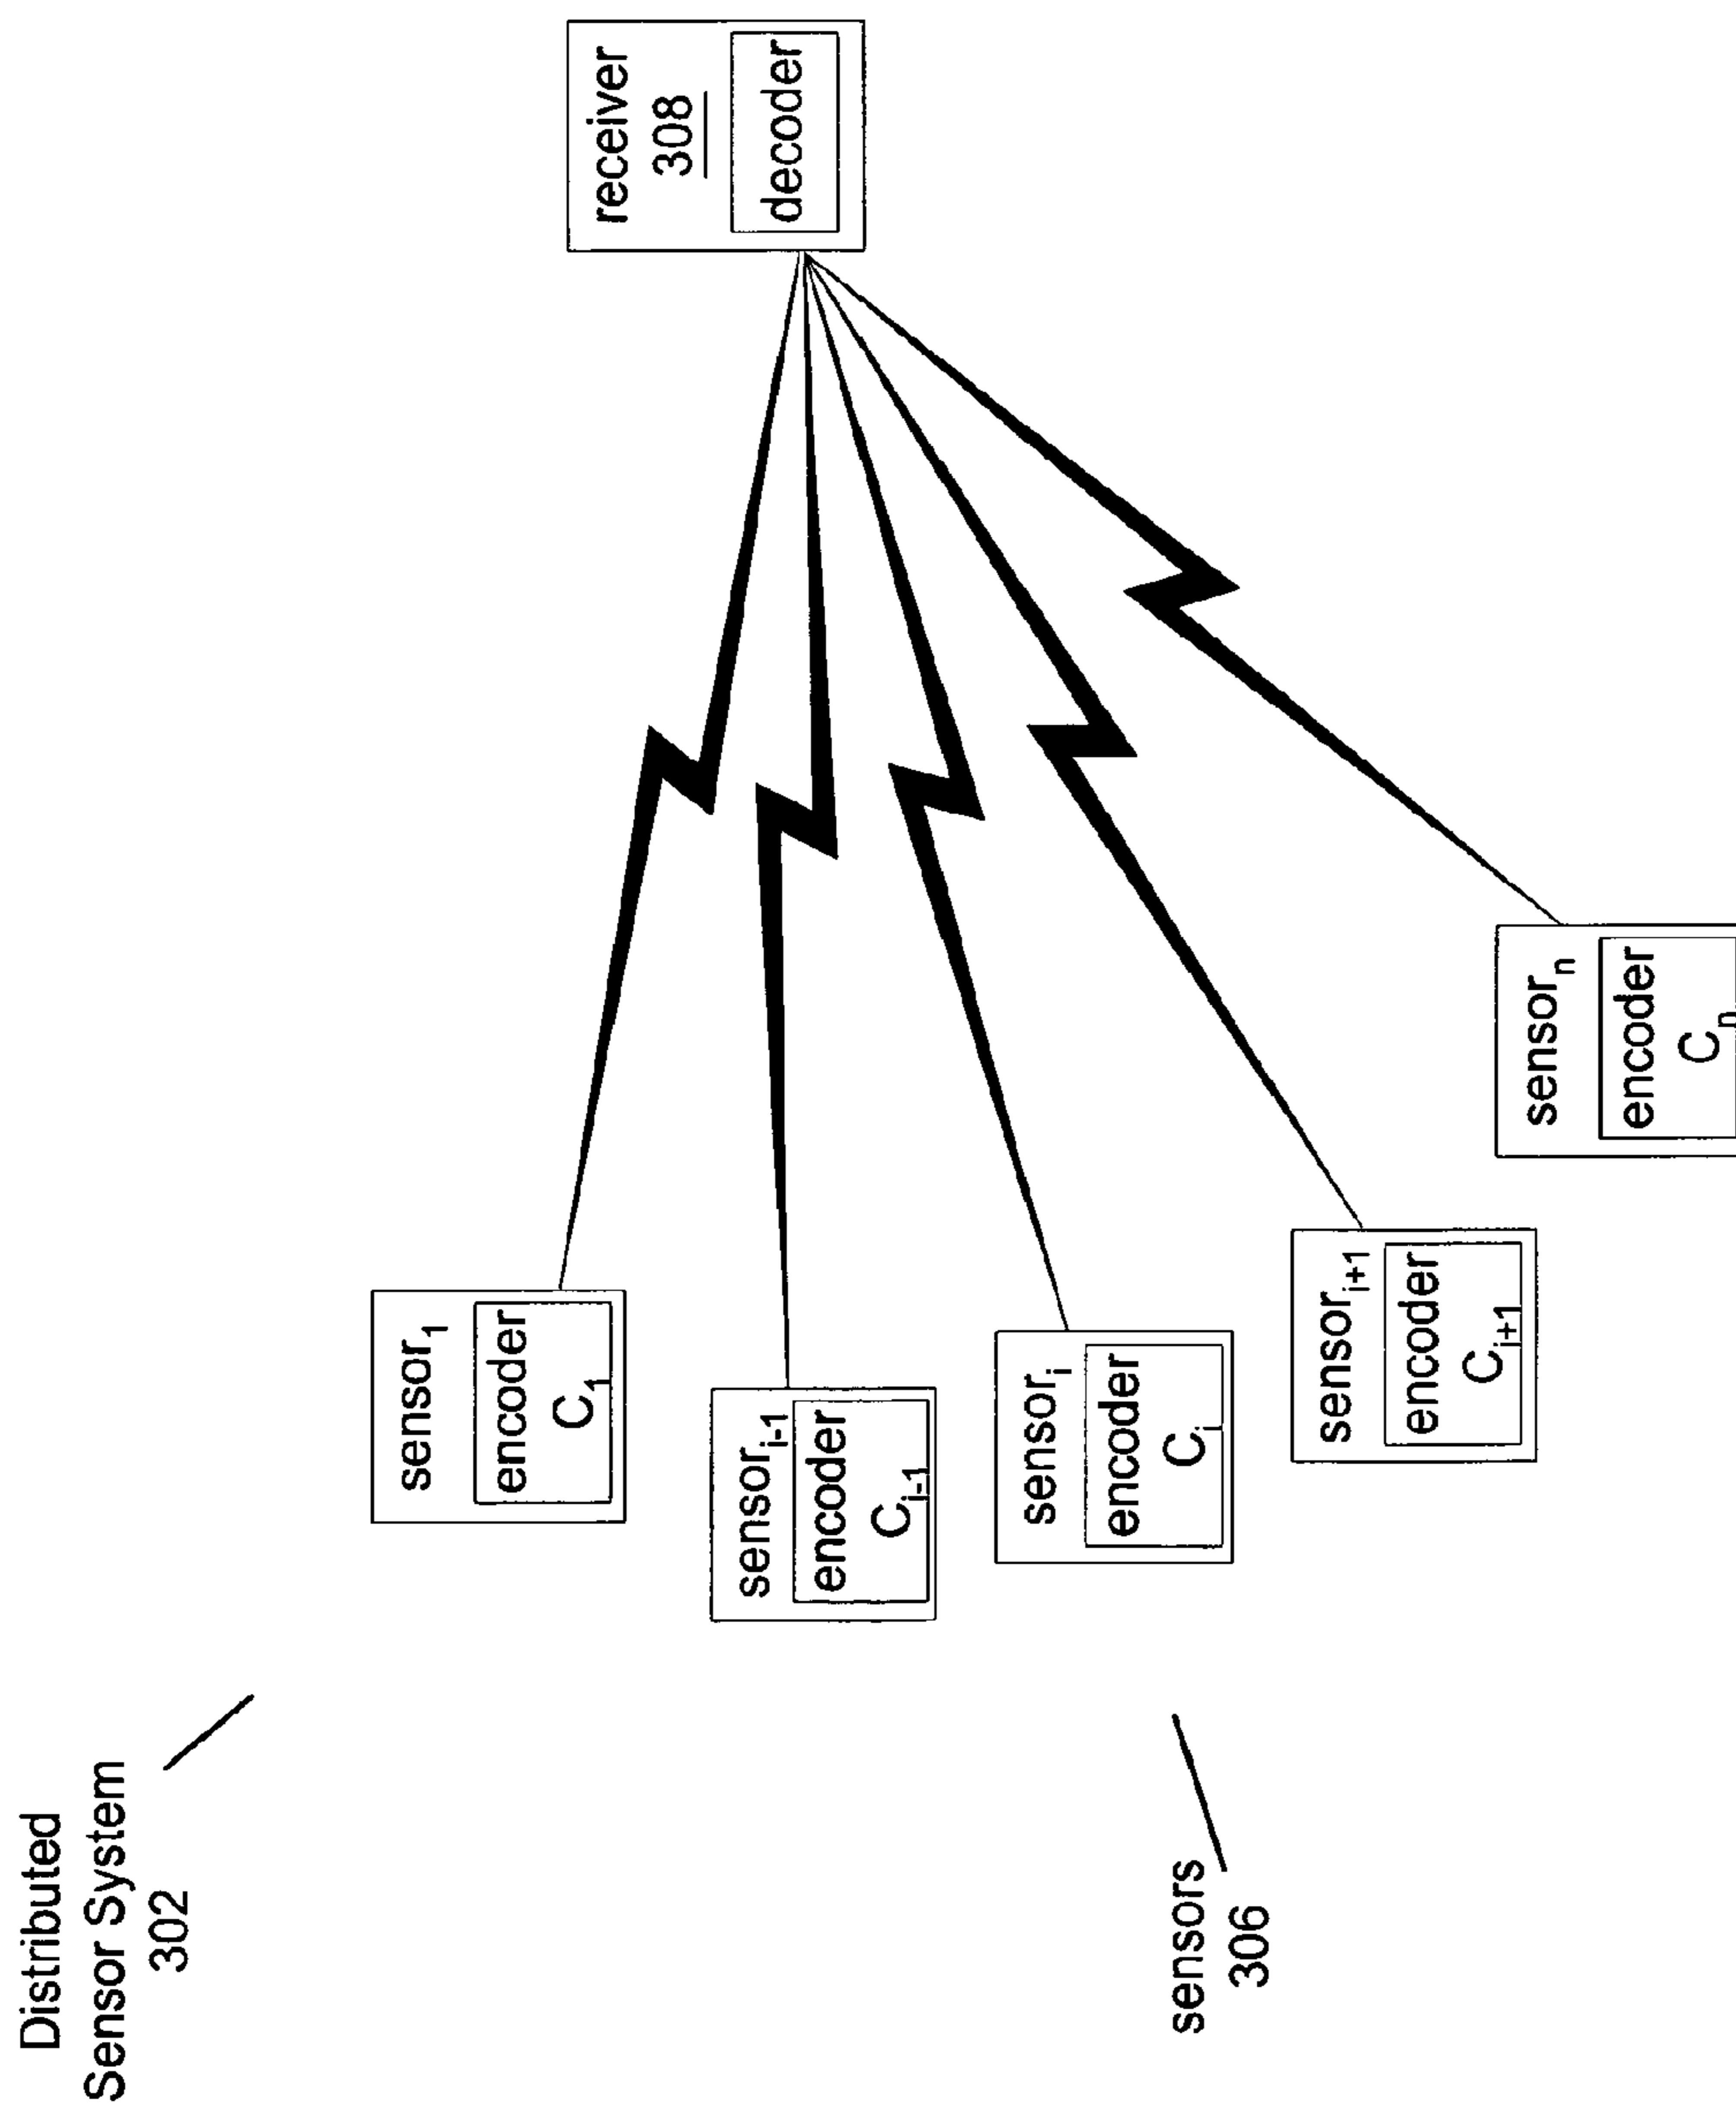 Distributed
Sensor System
302
sensor1
encoder
C1
sensori-1
encoder
Ci-1
receiver
308
decoder
sensori
encoder
Ci
sensors
306
sensori+1
encoder
Ci+1
sensorn
encoder
Cn